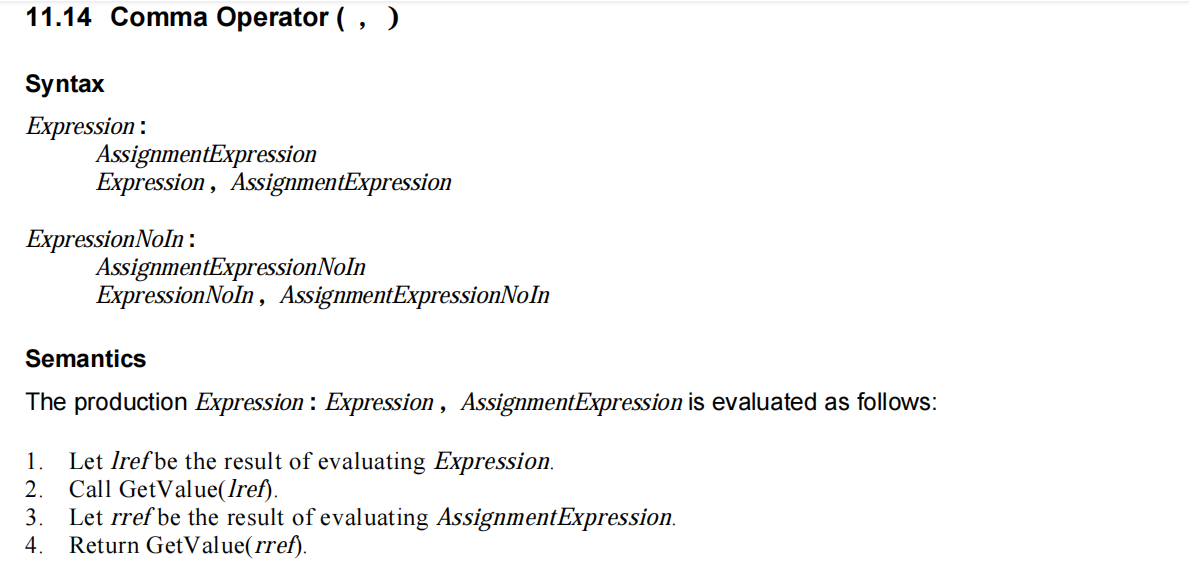 11.14 Comma Operator ( , )
Syntax
Expression :
AssignmentExpression
Expression , AssignmentExpression
ExpressionNoIn :
AssignmentExpressionNoIn
ExpressionNoIn , AssignmentExpressionNoIn
Semantics
The production Expression : Expression , AssignmentExpression is evaluated as follows:
1. Let lref be the result of evaluating Expression.
2. Call GetValue(lref).
3. Let rref be the result of evaluating AssignmentExpression.
4. Return GetValue(rref).